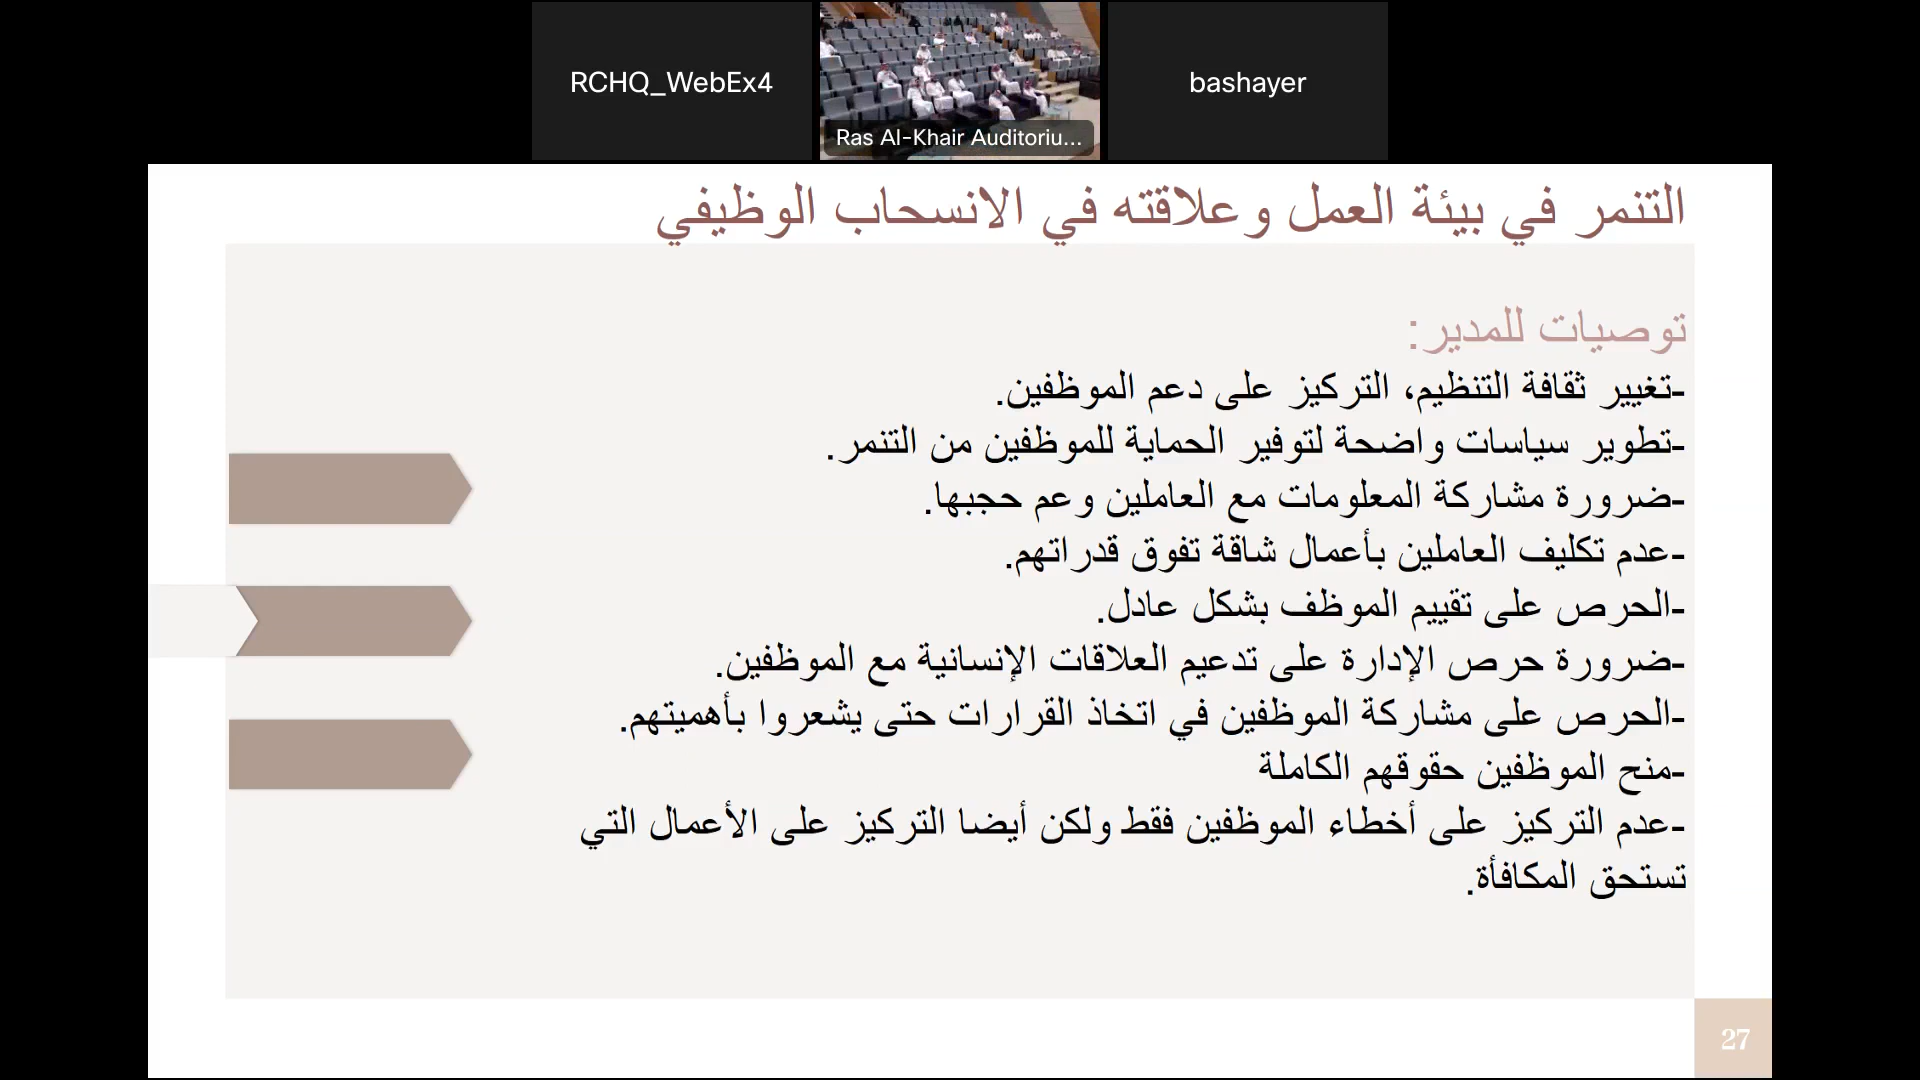 RCHQ_WebEx4
Ras Al-Khair Auditoriu...
bashayer
التنمر في بيئة العمل وعلاقته في الانسحاب الوظيفي
توصيات للمدير:
-تغيير ثقافة التنظيم، التركيز على دعم الموظفين.
-تطوير سياسات واضحة لتوفير الحماية للموظفين من التنمر.
-ضرورة مشاركة المعلومات مع العاملين وعم حجبها.
-عدم تكليف العاملين بأعمال شاقة تفوق قدراتهم.
-الحرص على تقييم الموظف بشكل عادل.
-ضرورة حرص الإدارة على تدعيم العلاقات الإنسانية مع الموظفين.
-الحرص على مشاركة الموظفين في اتخاذ القرارات حتى يشعروا بأهميتهم.
-منح الموظفين حقوقهم الكاملة
-عدم التركيز على أخطاء الموظفين فقط ولكن أيضا التركيز على الأعمال التي
تستحق المكافأة.
27